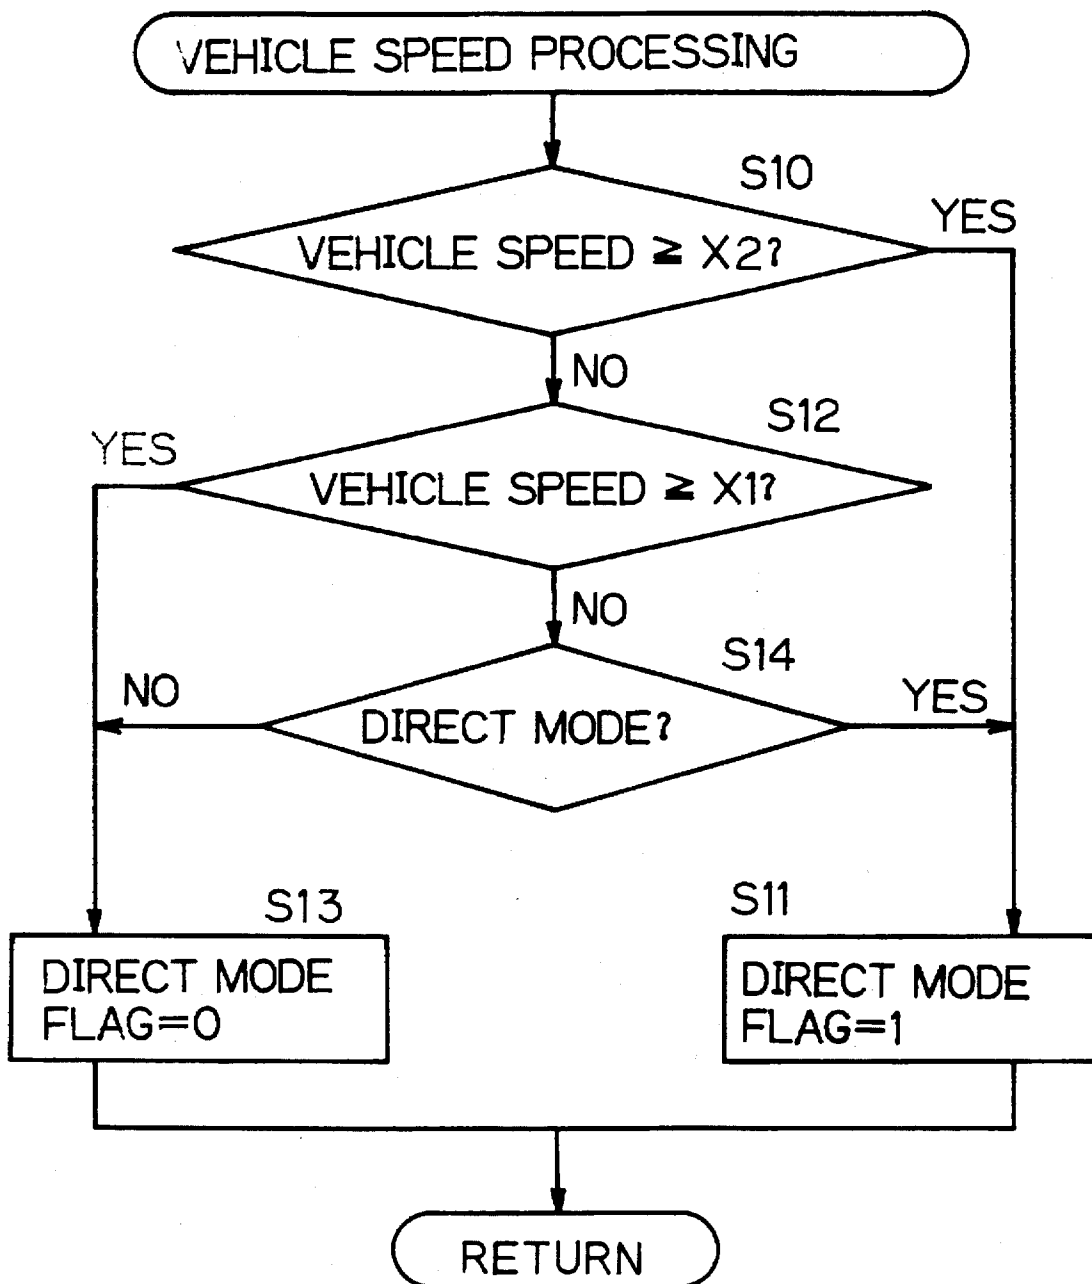 VEHICLE SPEED PROCESSING
S10
YES
VEHICLE SPEED ≧ X2?
NO
S12
YES
VEHICLE SPEED ≧ X1?
NO
S14
NO
YES
DIRECT MODE?
S13
S11
DIRECT MODE
FLAG=0
DIRECT MODE
FLAG=1
RETURN